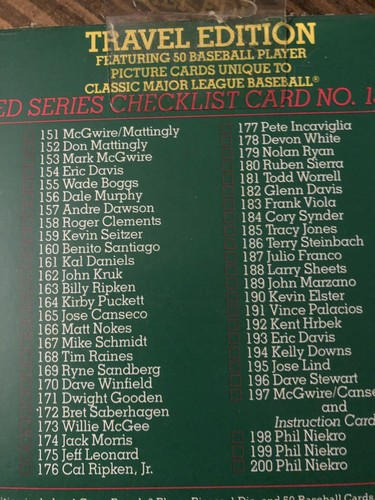 TRAVEL EDITION
FEATURING 50 BASEBALL PLAYER
PICTURE CARDS UNIQUE TO
CLASSIC MAJOR LEAGUE BASEBALL®
ED SERIES CHECKLIST CARD NO.
151 McGwire/Mattingly
152 Don Mattingly
153 Mark McGwire
154 Eric Davis
155 Wade Boggs
156 Dale Murphy
157 Andre Dawson
158 Roger Clemens
159 Kevin Seitzer
160 Benito Santiago
161 Kal Daniels
162 John Kruk
163 Billy Ripken
164 Kirby Puckett
165 Jose Canseco
166 Matt Nokes
167 Mike Schmidt
168 Tim Raines
169 Ryne Sandberg
170 Dave Winfield
171 Dwight Gooden
172 Bret Saberhagen
173 Willie McGee
174 Jack Morris
175 Jeff Leonard
176 Cal Ripken, Jr.
177 Pete Incaviglia
178 Devon White
179 Nolan Ryan
180 Ruben Sierra
181 Todd Worrell
182 Glenn Davis
183 Frank Viola
184 Cory Synder
185 Tracy Jones
186 Terry Steinbach
187 Julio Franco
188 Larry Sheets
189 John Marzano
190 Kevin Elster
191 Vince Palacios
192 Kent Hrbek
193 Eric Davis
194 Kelly Downs
195 Jose Lind
196 Dave Stewart
197 McGwire/Canse
and
Instruction Card
198 Phil Niekro
199 Phil Niekro
200 Phil Niekro